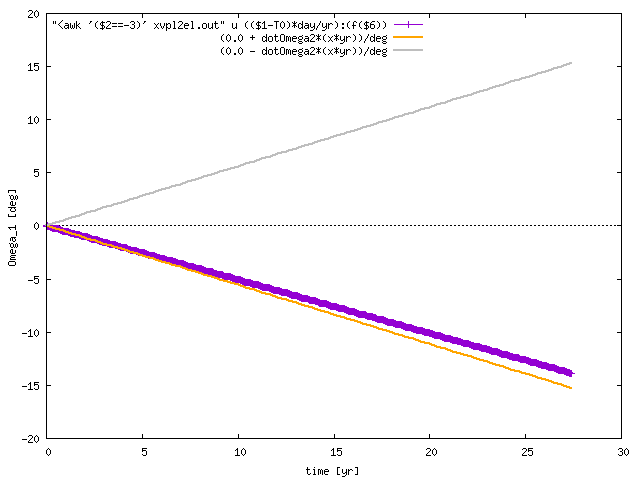 "<awk '($2==-3)' xvpl2el.out" u (($1-T0)*day/yr):(f($6))
(0.0 + dotOmega2*(x*yr))/deg
(0.0 - dotOmega2*(x*yr))/deg
20
15
10
5
0
-5
-10
-15
-20
Omega_1 [deg]
0 5 10 15 20 25 30
time [yr]